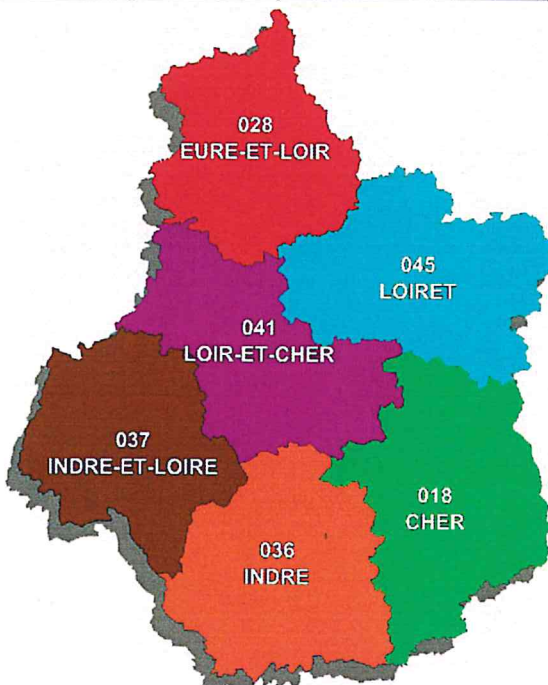 028
EURE-ET-LOIR
045
LOIRET
041
LOIR-ET-CHER
037
INDRE-ET-LOIRE
018
CHER
036
INDRE